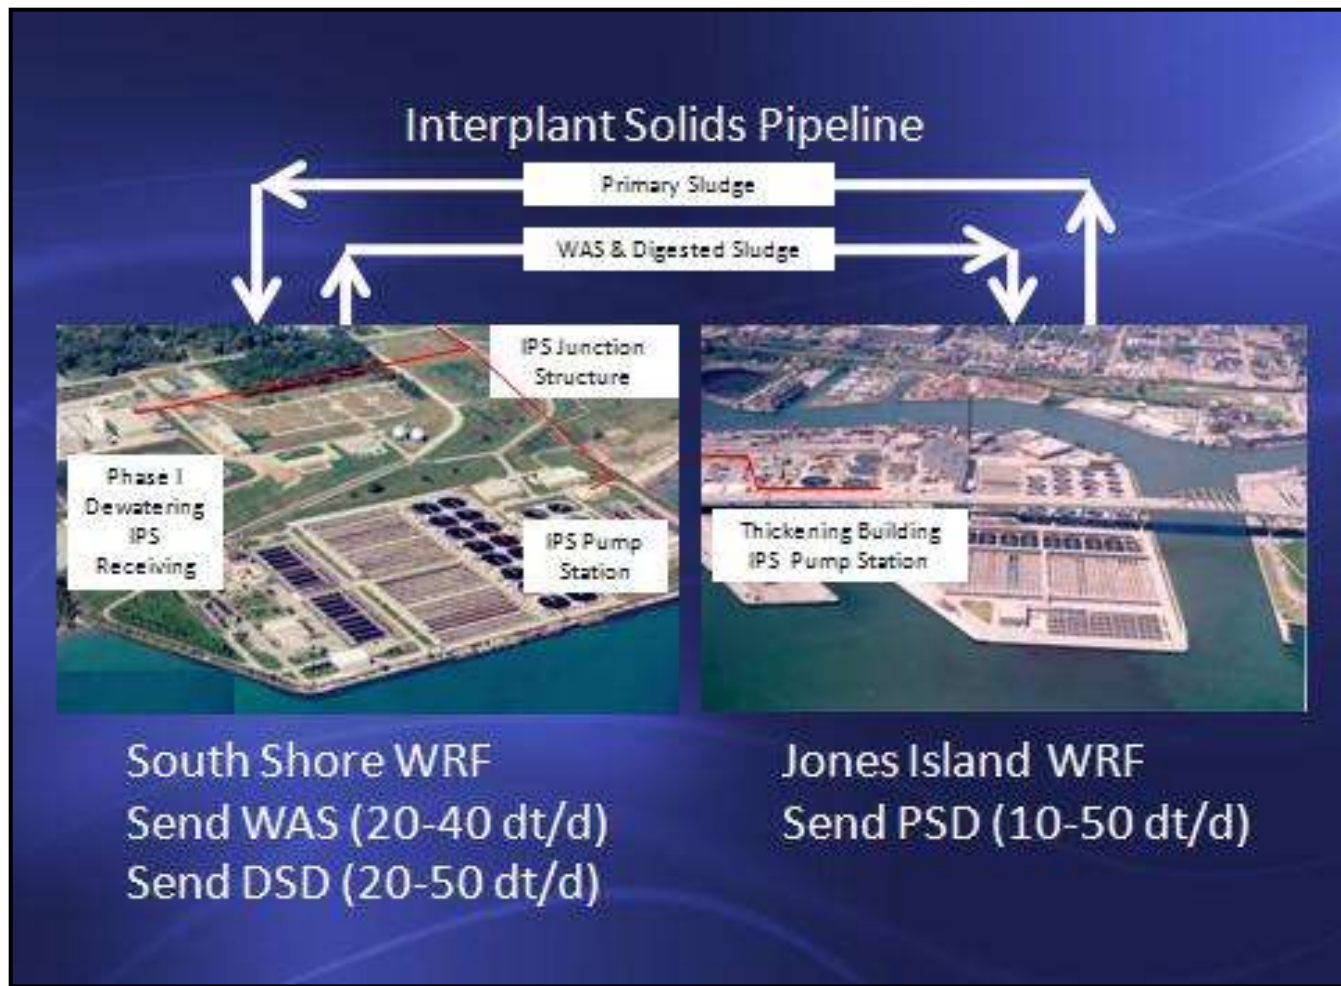 Interplant Solids Pipeline
Primary Sludge
WAS & Digested Sludge
IPS Junction
Structure
Phase I
Dewatering
IPS
Receiving
IPS Pump
Station
Thickening Building
IPS Pump Station
South Shore WRF
Send WAS (20-40 dt/d)
Send DSD (20-50 dt/d)
Jones Island WRF
Send PSD (10-50 dt/d)